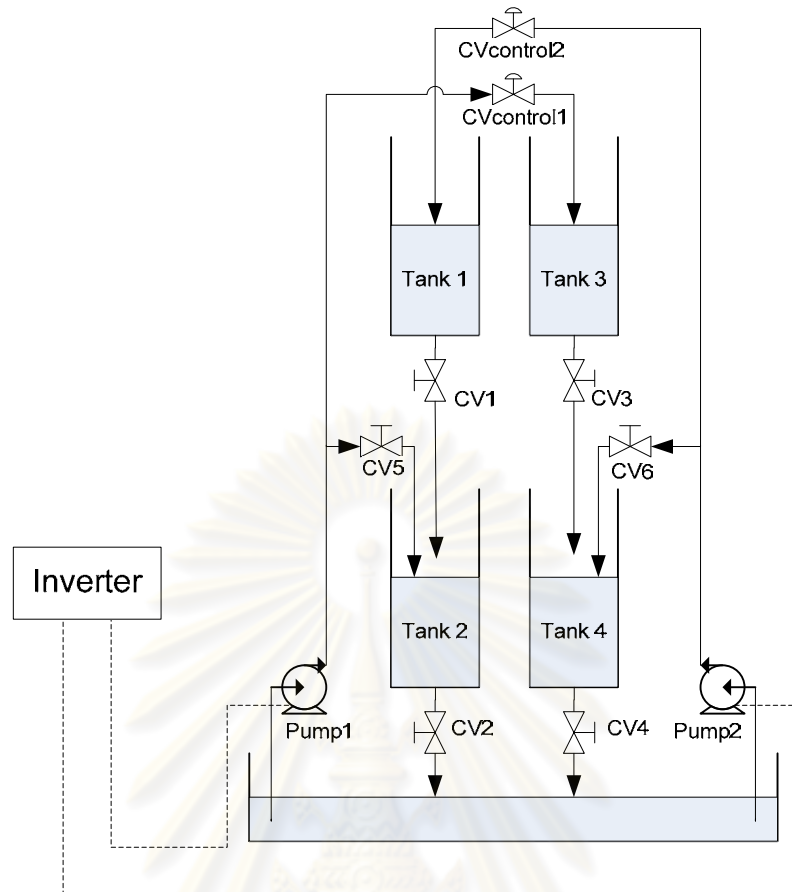 CVcontrol2
CVcontrol1
Tank 1
Tank 3
CV1
CV3
CV5
CV6
Inverter
Tank 2
Tank 4
Pump1
CV2
CV4
Pump2